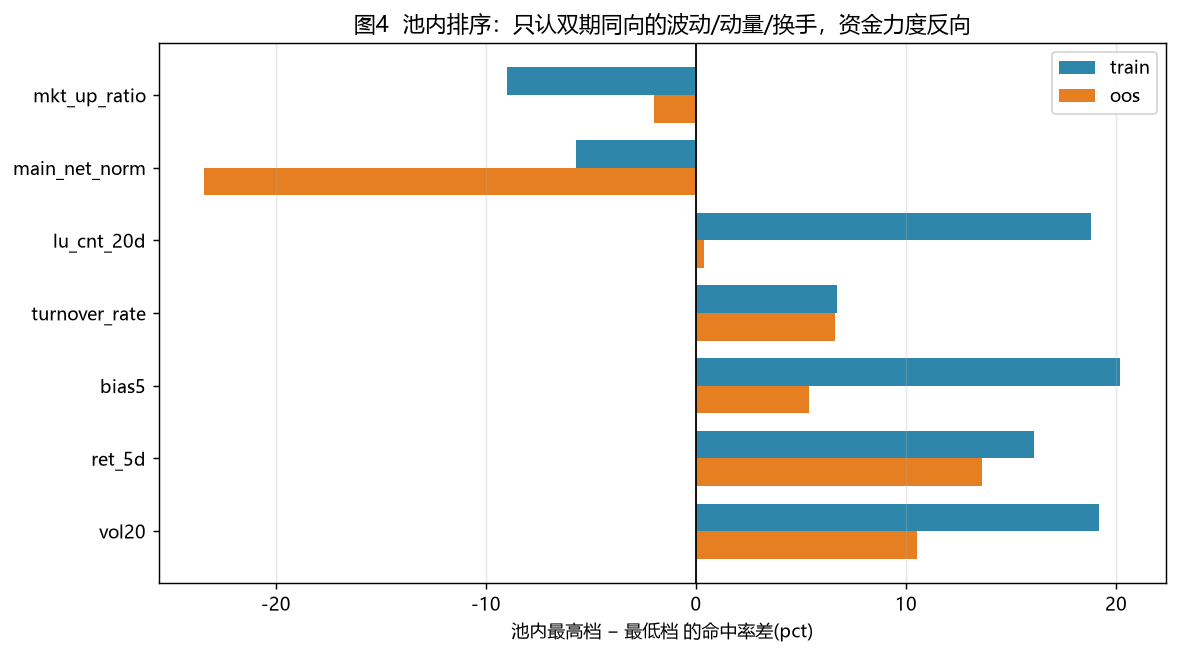 图4  池内排序：只认双期同向的波动/动量/换手，资金力度反向
train
oos
mkt_up_ratio
main_net_norm
lu_cnt_20d
turnover_rate
bias5
ret_5d
vol20
-20
-10
0
10
20
池内最高档 − 最低档 的命中率差(pct)